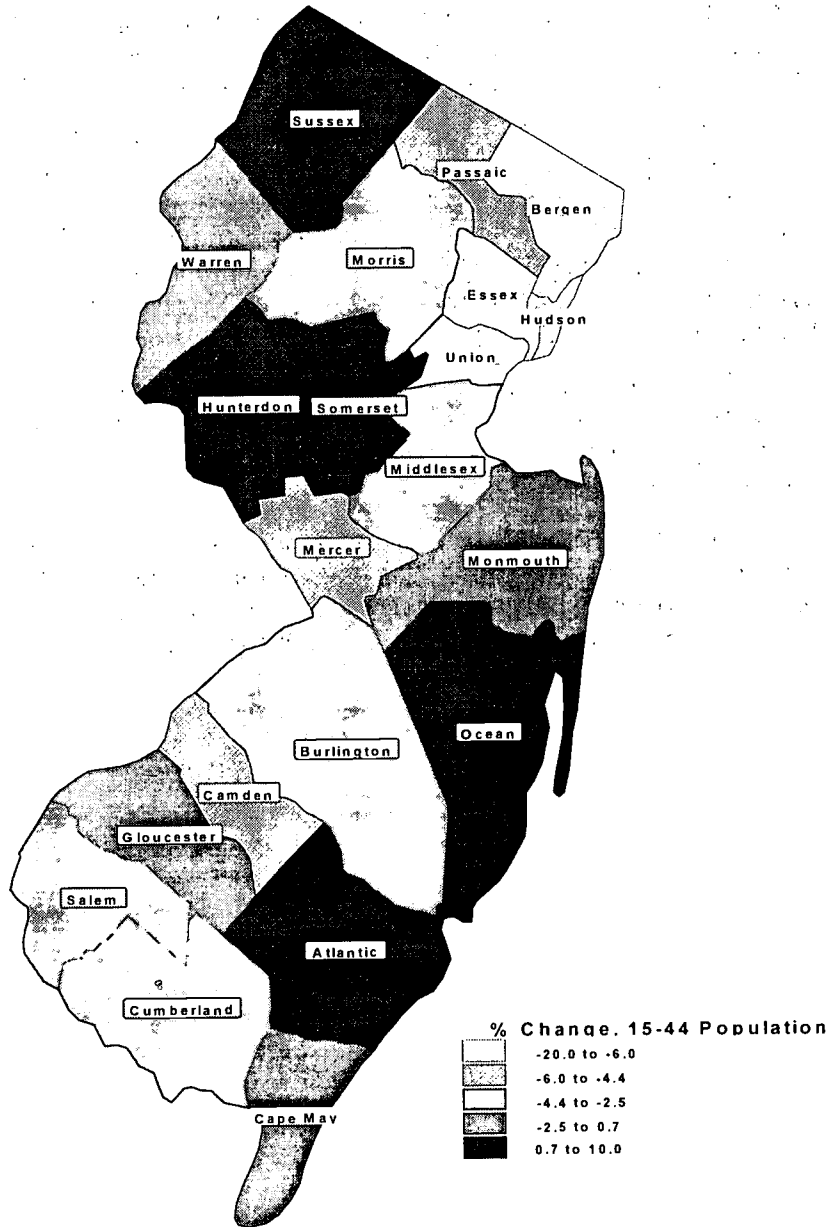 Sussex
Passaic
Bergen
Warren
Morris
Essex
Hudson
Union
Hunterdon
Somerset
Middlesex
Mercer
Monmouth
Ocean
Burlington
Camden
Gloucester
Salem
Atlantic
Cumberland
Cape May
% Change, 15-44 Population
-20.0 to -6.0
-6.0 to -4.4
-4.4 to -2.5
-2.5 to 0.7
0.7 to 10.0